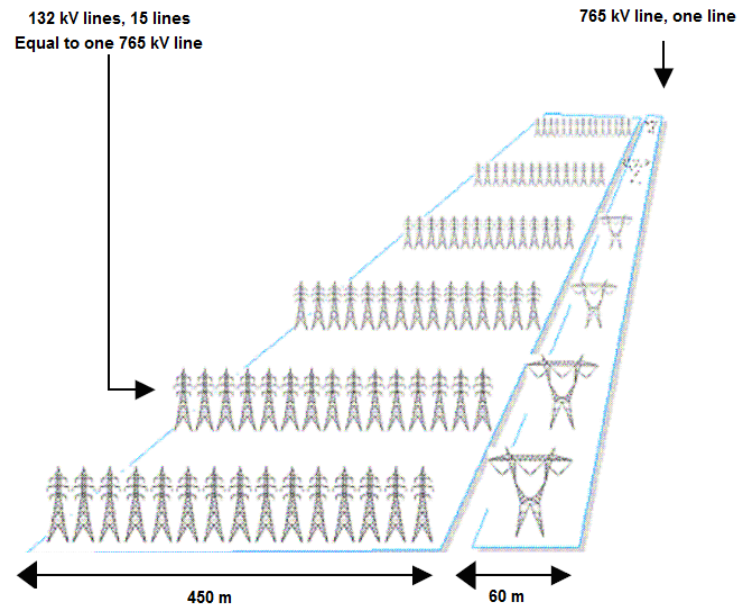 132 kV lines, 15 lines
Equal to one 765 kV line
765 kV line, one line
450 m
60 m